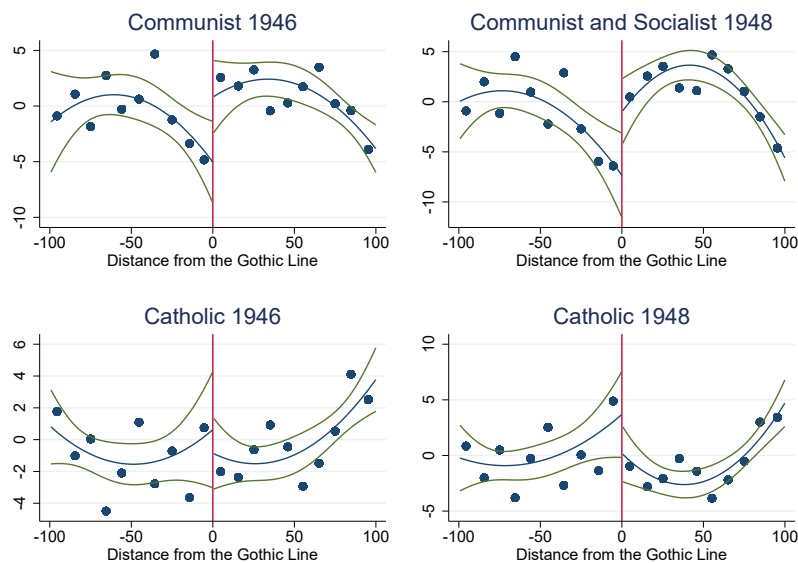 Communist 1946
5
0
-5
-10
-100 -50 0 50 100
Distance from the Gothic Line
Communist and Socialist 1948
5
0
-5
-10
-100 -50 0 50 100
Distance from the Gothic Line
Catholic 1946
6
4
2
0
-2
-4
-100 -50 0 50 100
Distance from the Gothic Line
Catholic 1948
10
5
0
-5
-100 -50 0 50 100
Distance from the Gothic Line